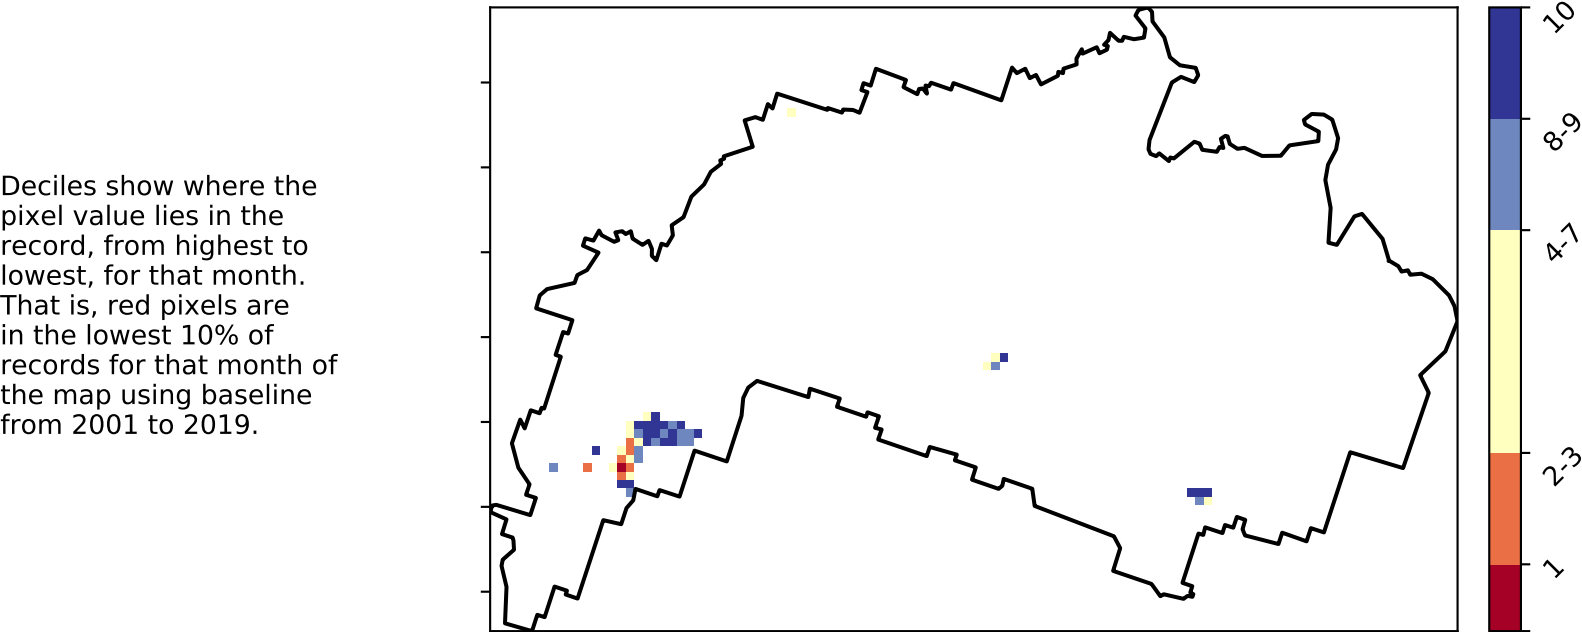 Deciles show where the
pixel value lies in the
record, from highest to
lowest, for that month.
That is, red pixels are
in the lowest 10% of
records for that month of
the map using baseline
from 2001 to 2019.
10
8-9
4-7
2-3
1